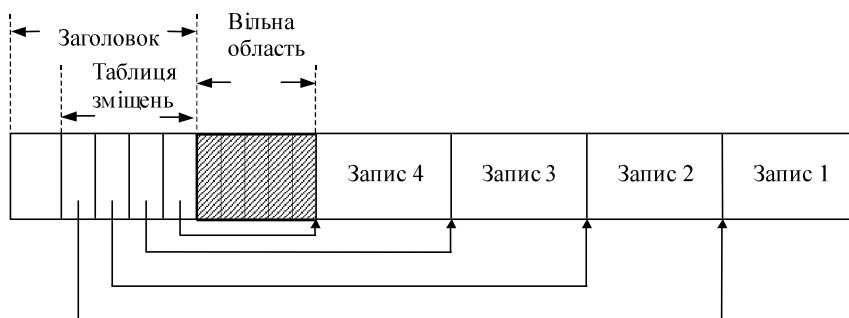 Заголовок
Вільна
область
Таблиця
зміщень
Запис 4
Запис 3
Запис 2
Запис 1